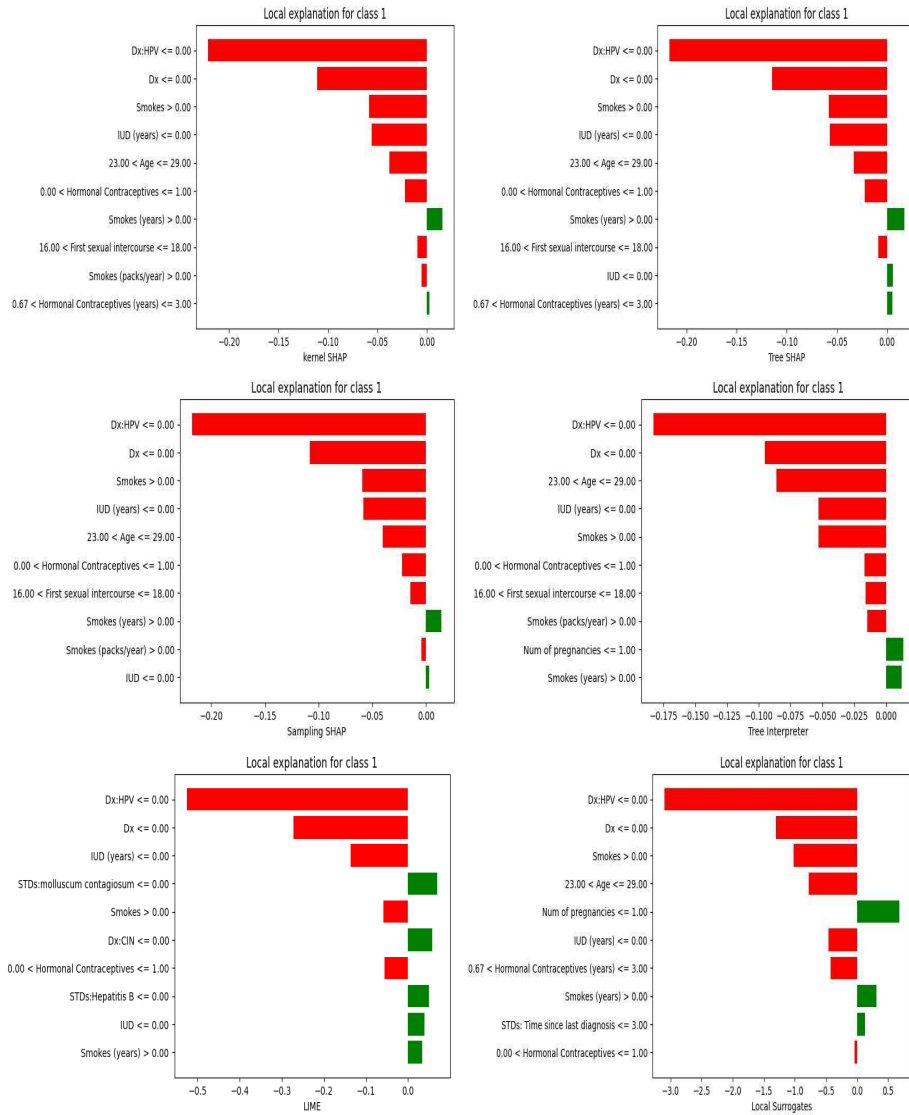 Local explanation for class 1
Dx:HPV <= 0.00
Dx <= 0.00
Smokes > 0.00
IUD (years) <= 0.00
23.00 < Age <= 29.00
0.00 < Hormonal Contraceptives <= 1.00
Smokes (years) > 0.00
16.00 < First sexual intercourse <= 18.00
Smokes (packs/year) > 0.00
0.67 < Hormonal Contraceptives (years) <= 3.00
−0.20 −0.15 −0.10 −0.05 0.00
kernel SHAP
Local explanation for class 1
Dx:HPV <= 0.00
Dx <= 0.00
Smokes > 0.00
IUD (years) <= 0.00
23.00 < Age <= 29.00
0.00 < Hormonal Contraceptives <= 1.00
Smokes (years) > 0.00
16.00 < First sexual intercourse <= 18.00
IUD <= 0.00
0.67 < Hormonal Contraceptives (years) <= 3.00
−0.20 −0.15 −0.10 −0.05 0.00
Tree SHAP
Local explanation for class 1
Dx:HPV <= 0.00
Dx <= 0.00
Smokes > 0.00
IUD (years) <= 0.00
23.00 < Age <= 29.00
0.00 < Hormonal Contraceptives <= 1.00
16.00 < First sexual intercourse <= 18.00
Smokes (years) > 0.00
Smokes (packs/year) > 0.00
IUD <= 0.00
−0.20 −0.15 −0.10 −0.05 0.00
Sampling SHAP
Local explanation for class 1
Dx:HPV <= 0.00
Dx <= 0.00
23.00 < Age <= 29.00
IUD (years) <= 0.00
Smokes > 0.00
0.00 < Hormonal Contraceptives <= 1.00
16.00 < First sexual intercourse <= 18.00
Smokes (packs/year) > 0.00
Num of pregnancies <= 1.00
Smokes (years) > 0.00
−0.175 −0.150 −0.125 −0.100 −0.075 −0.050 −0.025 0.000
Tree Interpreter
Local explanation for class 1
Dx:HPV <= 0.00
Dx <= 0.00
IUD (years) <= 0.00
STDs:molluscum contagiosum <= 0.00
Smokes > 0.00
Dx:CIN <= 0.00
0.00 < Hormonal Contraceptives <= 1.00
STDs:Hepatitis B <= 0.00
IUD <= 0.00
Smokes (years) > 0.00
−0.5 −0.4 −0.3 −0.2 −0.1 0.0
LIME
Local explanation for class 1
Dx:HPV <= 0.00
Dx <= 0.00
Smokes > 0.00
23.00 < Age <= 29.00
Num of pregnancies <= 1.00
IUD (years) <= 0.00
0.67 < Hormonal Contraceptives (years) <= 3.00
Smokes (years) > 0.00
STDs: Time since last diagnosis <= 3.00
0.00 < Hormonal Contraceptives <= 1.00
−3.0 −2.5 −2.0 −1.5 −1.0 −0.5 0.0 0.5
Local Surrogates